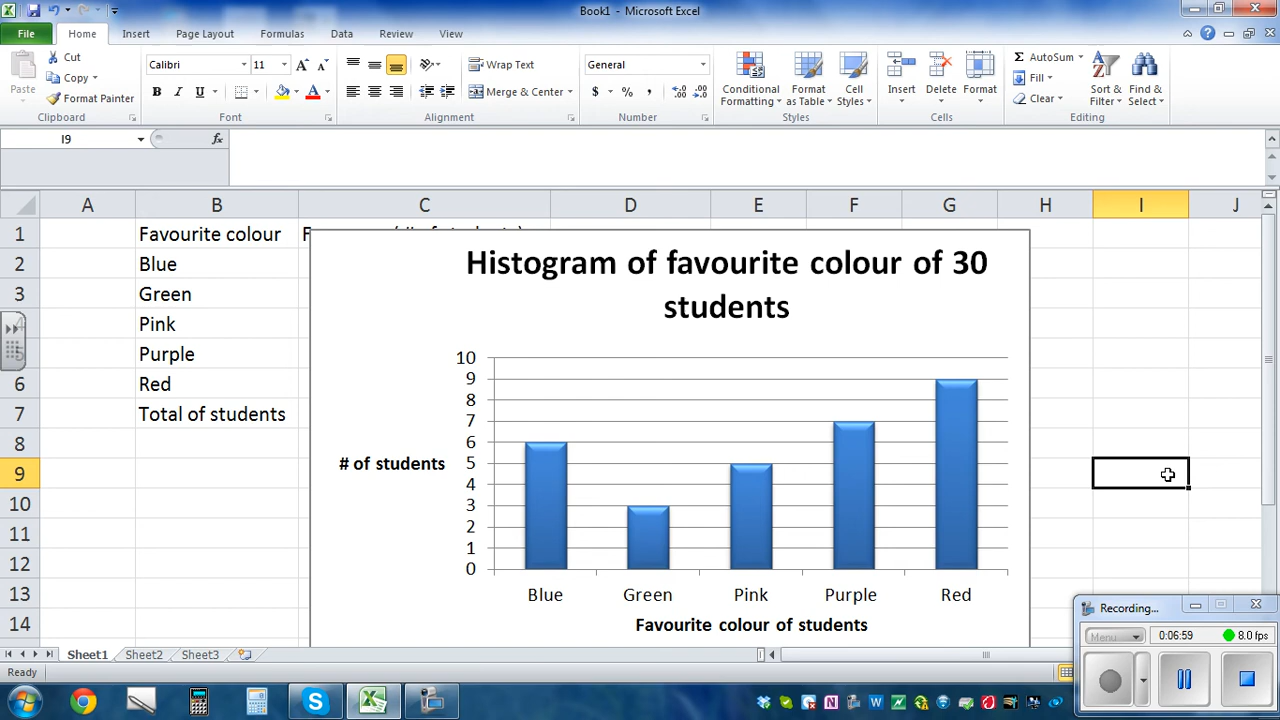 Book1 - Microsoft Excel
File Home Insert Page Layout Formulas Data Review View
Cut
Copy
Format Painter
Paste
Clipboard
Calibri 11
B I U
Font
Wrap Text
Merge & Center
Alignment
General
$ % ,
Number
Conditional Formatting
Format as Table
Cell Styles
Styles
Insert Delete Format
Cells
AutoSum
Fill
Clear
Sort & Filter
Find & Select
Editing
I9 fx
A B C D E F G H I J
1 Favourite colour
2 Blue
3 Green
4 Pink
5 Purple
6 Red
7 Total of students
8
9
10
11
12
13
14
Histogram of favourite colour of 30
students
10
9
8
7
6
5
4
3
2
1
0
# of students
Blue Green Pink Purple Red
Favourite colour of students
Recording...
Menu 0:06:59 8.0 fps
Sheet1 Sheet2 Sheet3
Ready